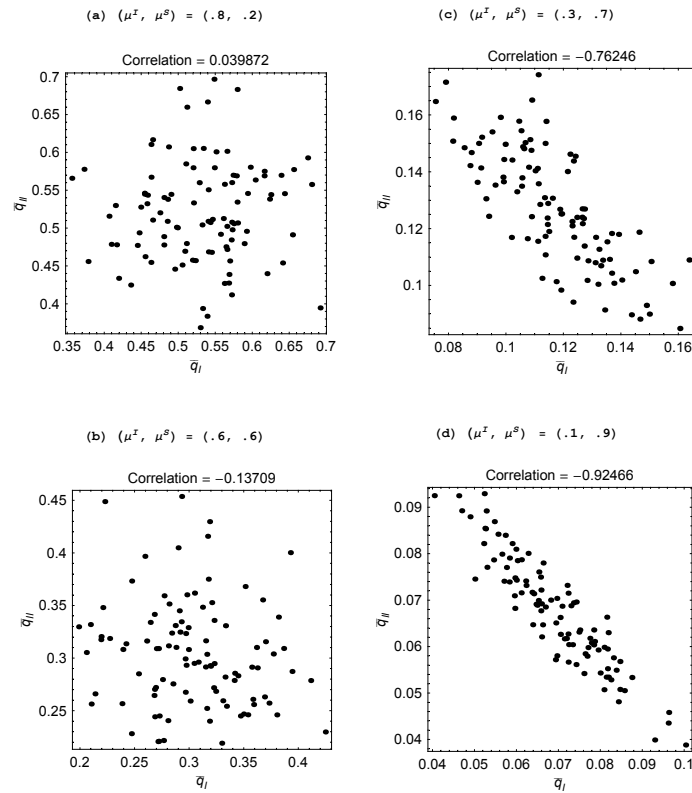 (a) (μ^I, μ^S) = (.8, .2)
Correlation = 0.039872
0.7
0.65
0.6
0.55
0.5
0.45
0.4
q̅_II
0.35 0.4 0.45 0.5 0.55 0.6 0.65 0.7
q̅_I
(b) (μ^I, μ^S) = (.6, .6)
Correlation = −0.13709
0.45
0.4
0.35
0.3
0.25
q̅_II
0.2 0.25 0.3 0.35 0.4
q̅_I
(c) (μ^I, μ^S) = (.3, .7)
Correlation = −0.76246
0.16
0.14
0.12
0.1
q̅_II
0.08 0.1 0.12 0.14 0.16
q̅_I
(d) (μ^I, μ^S) = (.1, .9)
Correlation = −0.92466
0.09
0.08
0.07
0.06
0.05
0.04
q̅_II
0.04 0.05 0.06 0.07 0.08 0.09 0.1
q̅_I